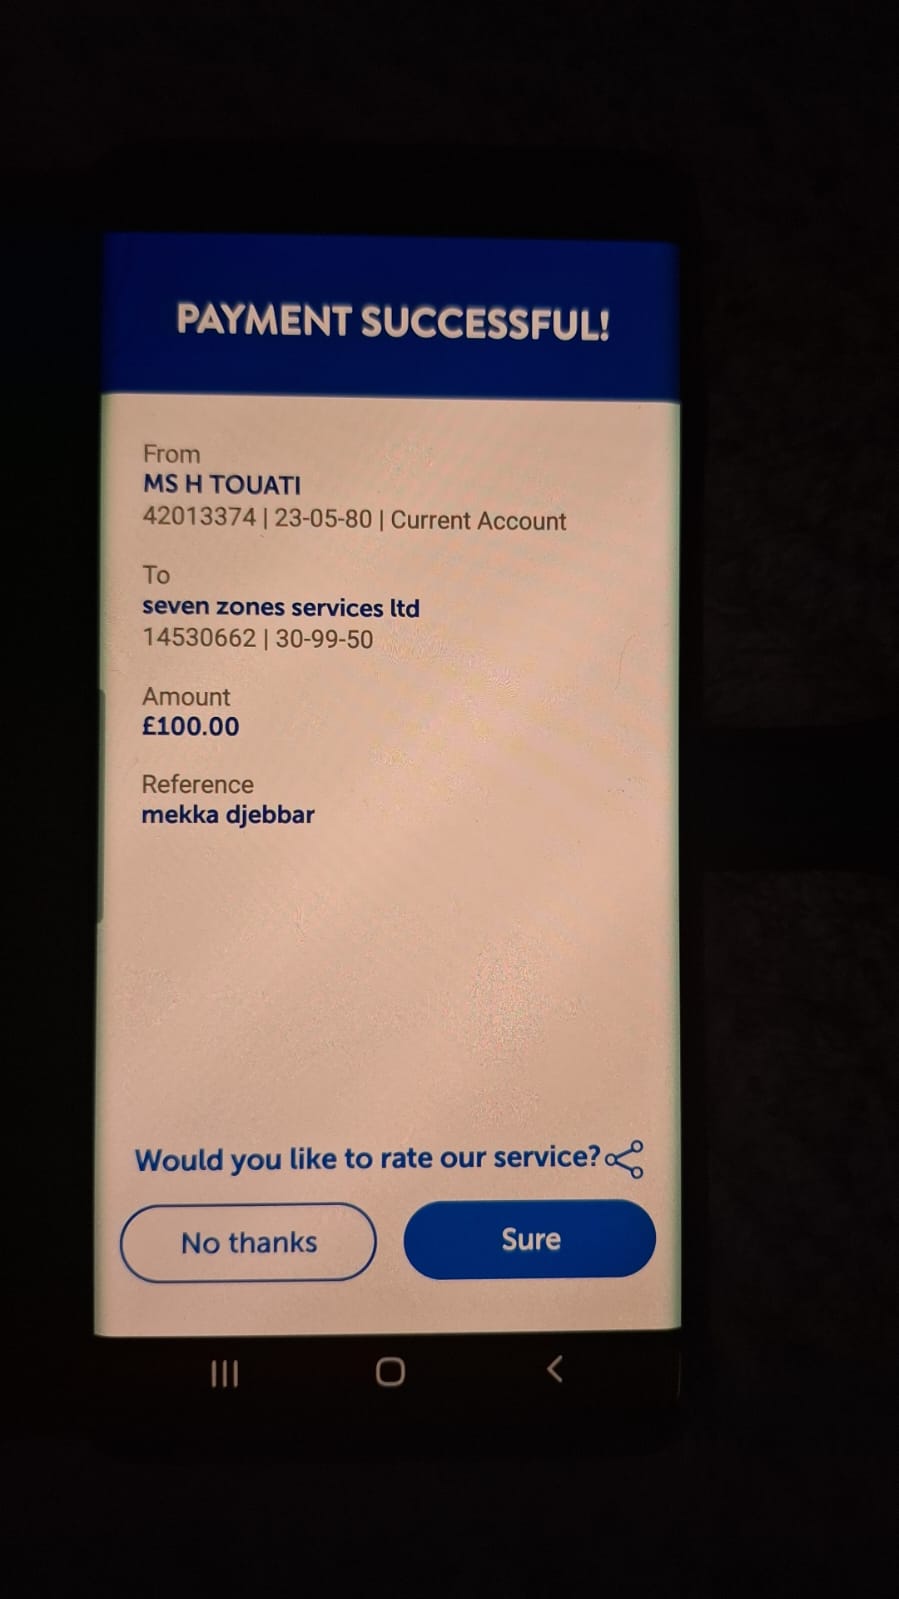 PAYMENT SUCCESSFUL!
From
MS H TOUATI
42013374 | 23-05-80 | Current Account
To
seven zones services ltd
14530662 | 30-99-50
Amount
£100.00
Reference
mekka djebbar
Would you like to rate our service?
No thanks
Sure